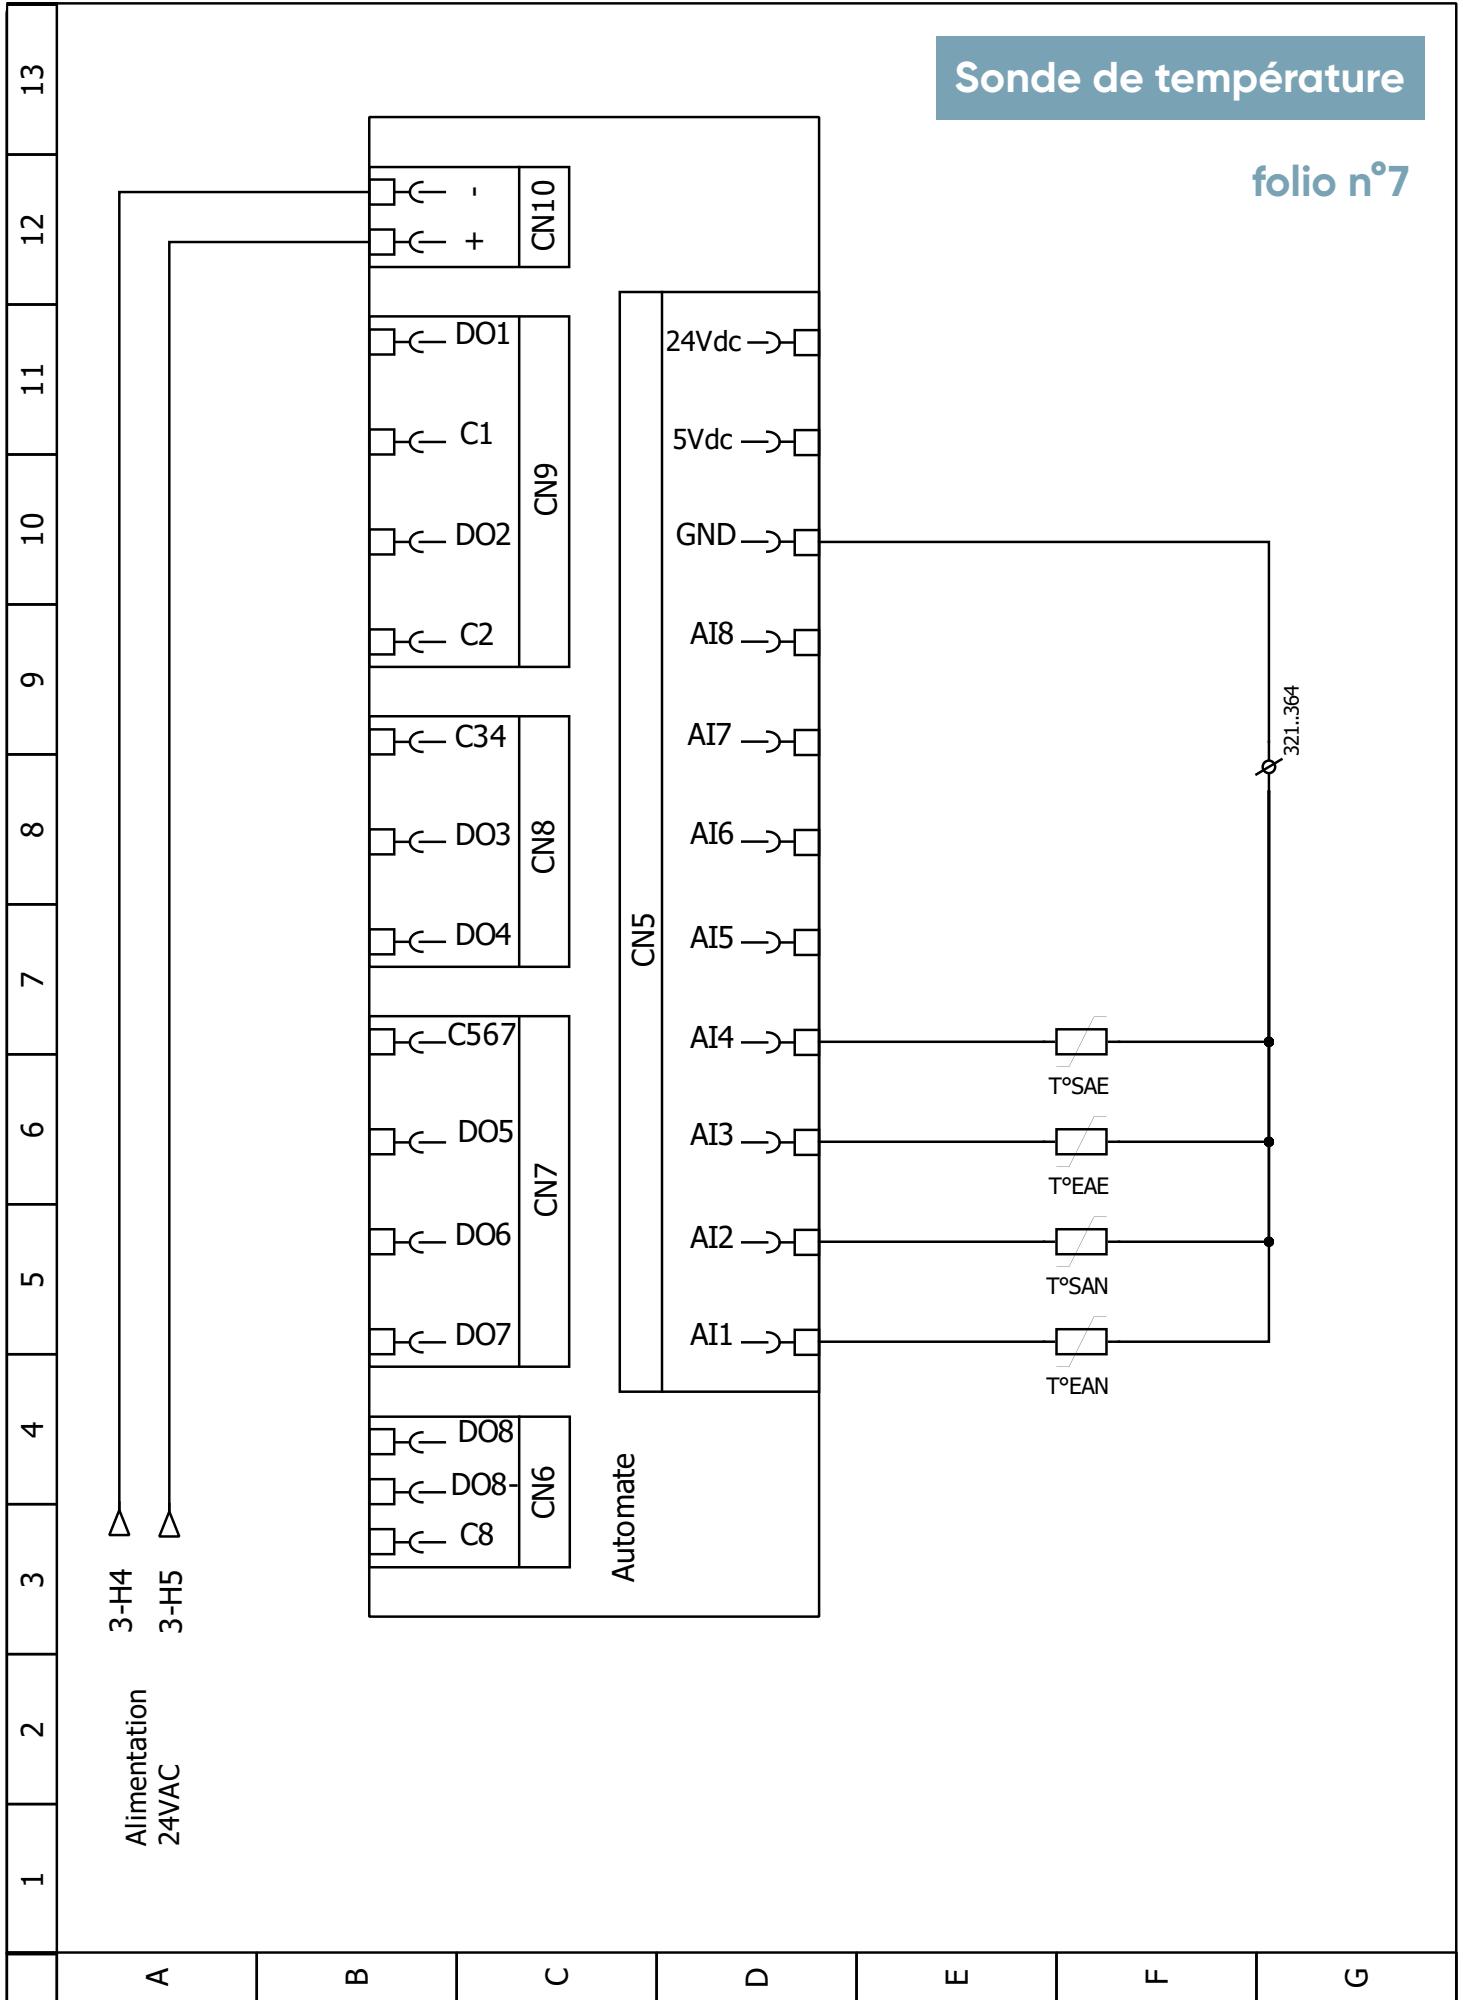 Sonde de température
folio n°7
13
12
11
10
9
8
7
6
5
4
3
2
1
A
B
C
D
E
F
G
Alimentation
24VAC
3-H4
3-H5
-
+
CN10
DO1
C1
DO2
C2
CN9
C34
DO3
DO4
CN8
C567
DO5
DO6
DO7
CN7
DO8
DO8-
C8
CN6
Automate
CN5
24Vdc
5Vdc
GND
AI8
AI7
AI6
AI5
AI4
AI3
AI2
AI1
321..364
T°SAE
T°EAE
T°SAN
T°EAN